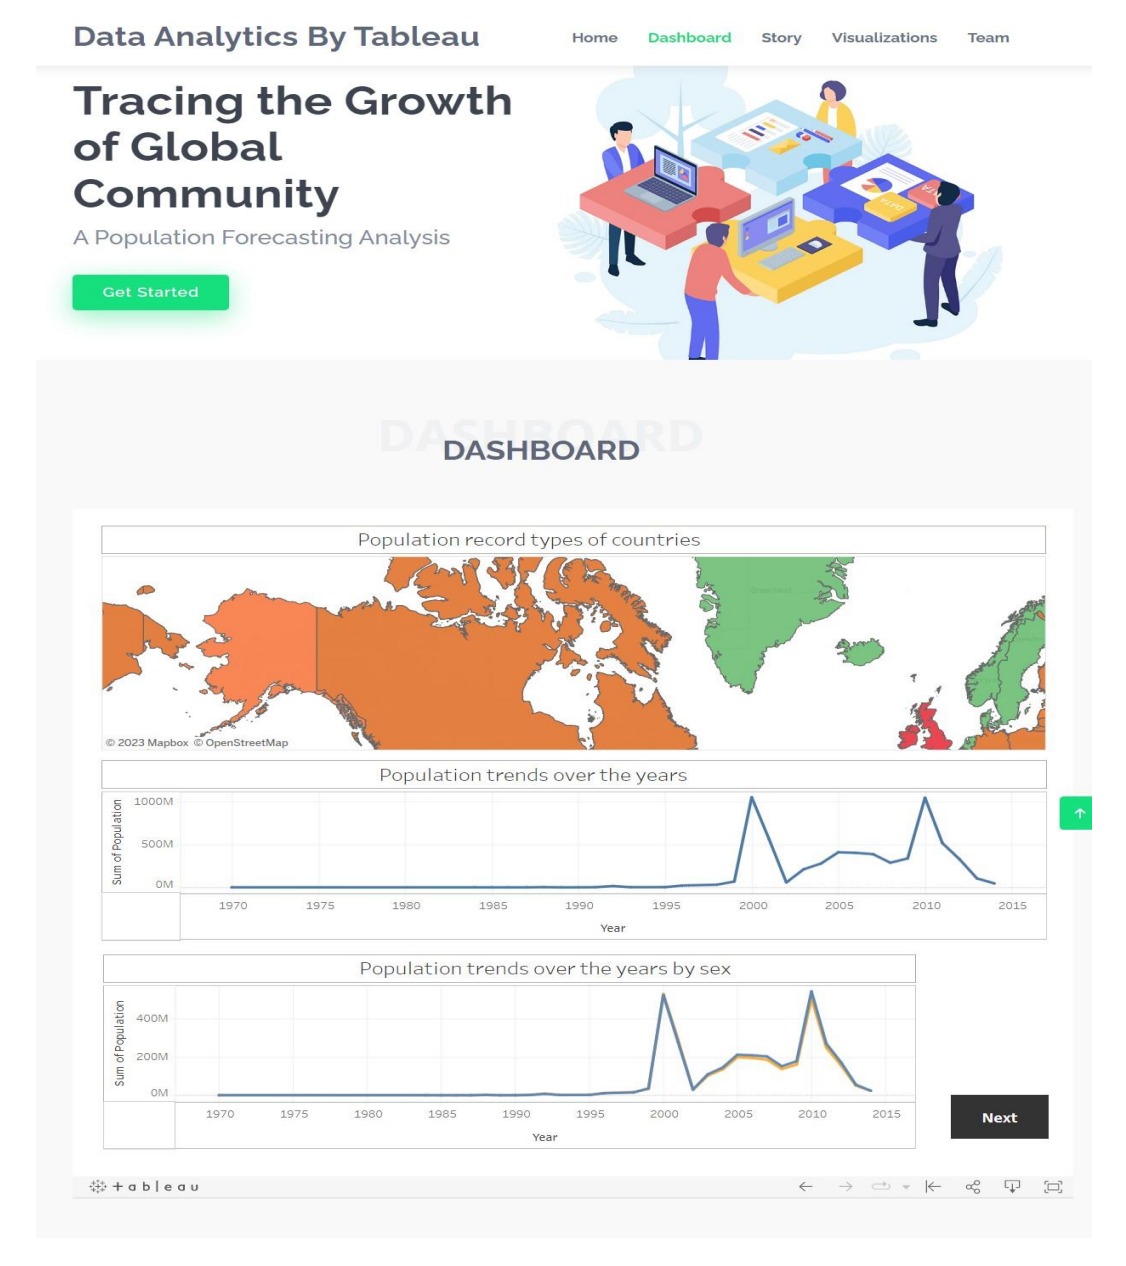 Data Analytics By Tableau
Home Dashboard Story Visualizations Team
Tracing the Growth
of Global
Community
A Population Forecasting Analysis
Get Started
DATA
DASHBOARD
DASHBOARD
Population record types of countries
© 2023 Mapbox © OpenStreetMap
Population trends over the years
Sum of Population
1000M
500M
0M
1970 1975 1980 1985 1990 1995 2000 2005 2010 2015
Year
Population trends over the years by sex
Sum of Population
400M
200M
0M
1970 1975 1980 1985 1990 1995 2000 2005 2010 2015
Year
Next
+ableau